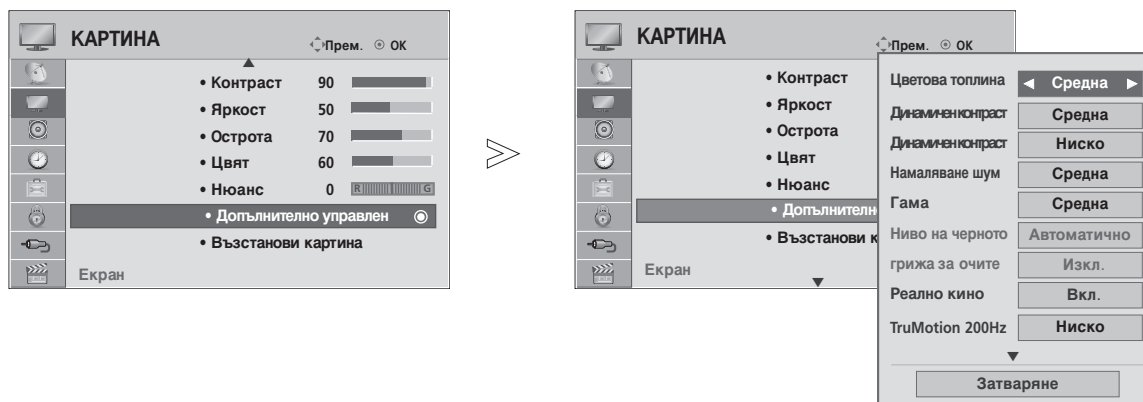 КАРТИНА
Прем. ОК
• Контраст 90
• Яркост 50
• Острота 70
• Цвят 60
• Нюанс 0 R G
• Допълнително управлен
• Възстанови картина
Екран
КАРТИНА
Прем. ОК
• Контраст
• Яркост
• Острота
• Цвят
• Нюанс
• Допълнителн
• Възстанови к
Екран
Цветова топлина Средна
Динамичен контраст Средна
Динамичен контраст Ниско
Намаляване шум Средна
Гама Средна
Ниво на черното Автоматично
грижа за очите Изкл.
Реално кино Вкл.
TruMotion 200Hz Ниско
Затваряне